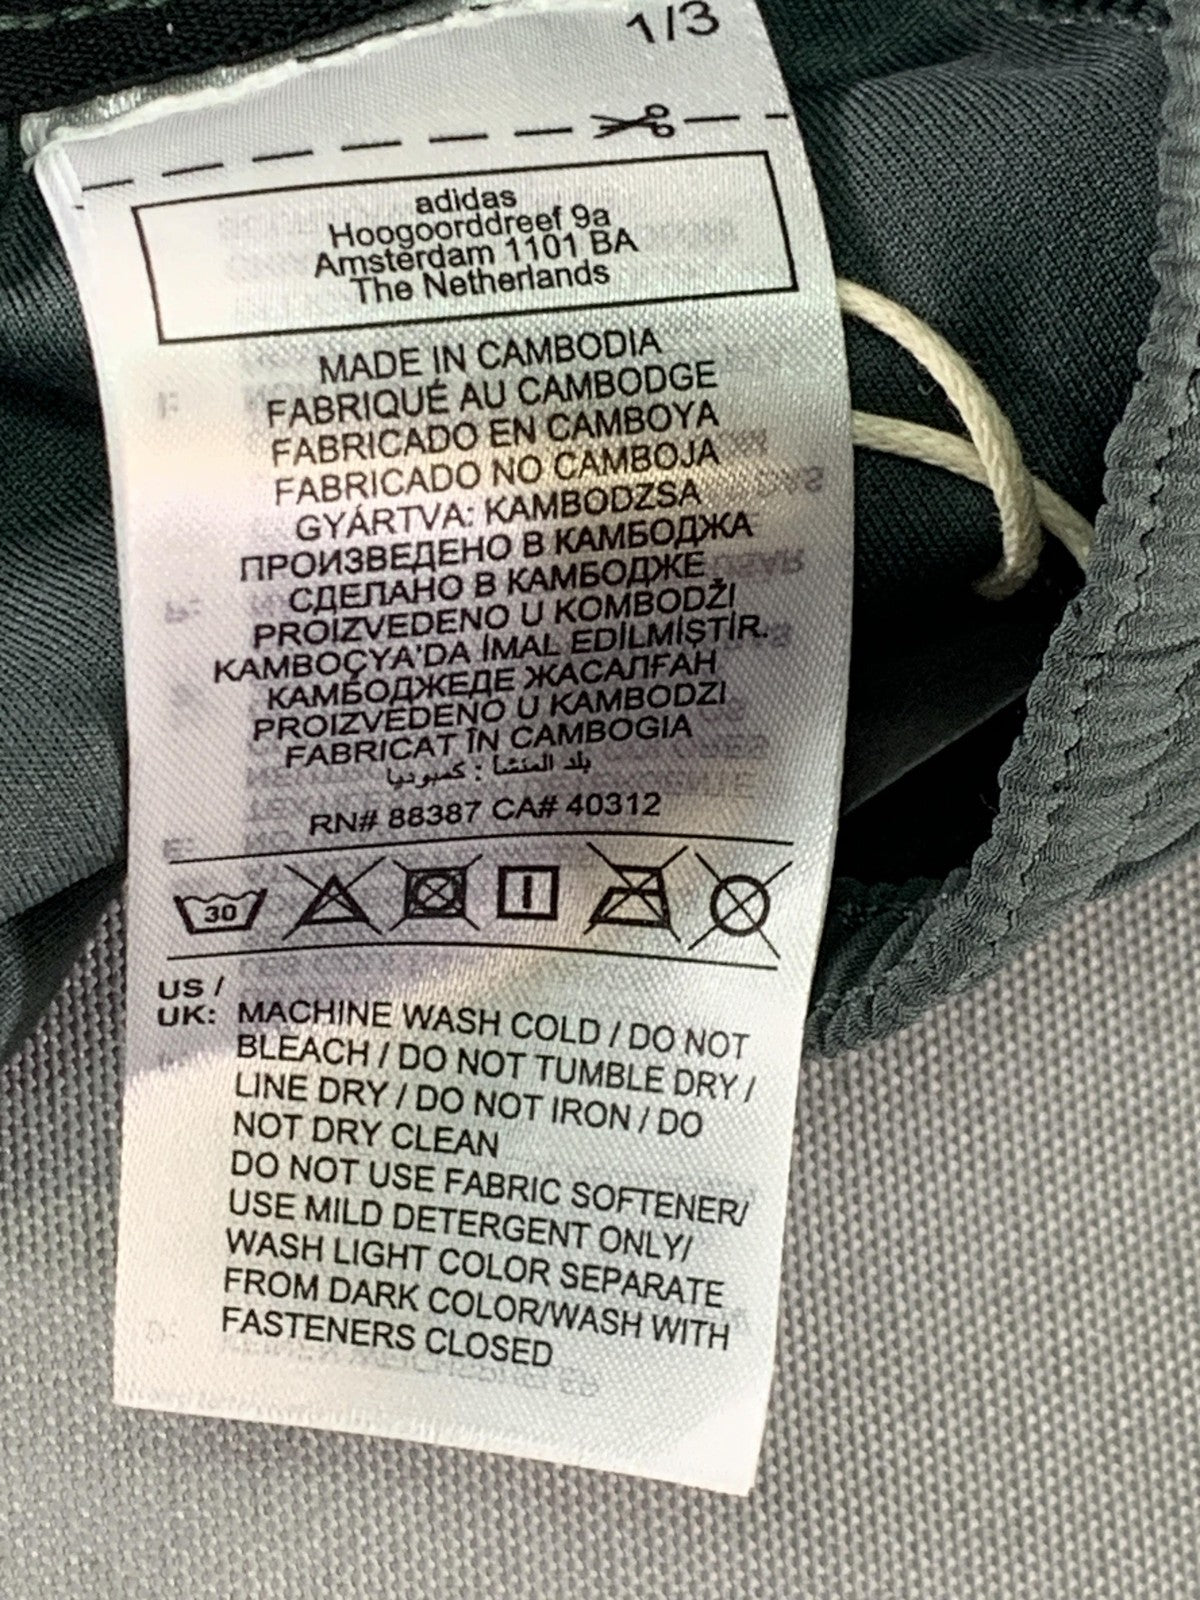 1/3
adidas
Hoogoorddreef 9a
Amsterdam 1101 BA
The Netherlands
MADE IN CAMBODIA
FABRIQUÉ AU CAMBODGE
FABRICADO EN CAMBOYA
FABRICADO NO CAMBOJA
GYÁRTVA: KAMBODZSA
ПРОИЗВЕДЕНО В КАМБОДЖА
СДЕЛАНО В КАМБОДЖЕ
PROIZVEDENO U KOMBODŽI
KAMBOÇYA'DA İMAL EDİLMİŞTİR.
КАМБОДЖЕДЕ ЖАСАЛҒАН
PROIZVEDENO U KAMBODZI
FABRICAT ÎN CAMBOGIA
بلد المنشأ : كمبوديا
RN# 88387 CA# 40312
30
US /
UK: MACHINE WASH COLD / DO NOT
BLEACH / DO NOT TUMBLE DRY /
LINE DRY / DO NOT IRON / DO
NOT DRY CLEAN
DO NOT USE FABRIC SOFTENER/
USE MILD DETERGENT ONLY/
WASH LIGHT COLOR SEPARATE
FROM DARK COLOR/WASH WITH
FASTENERS CLOSED